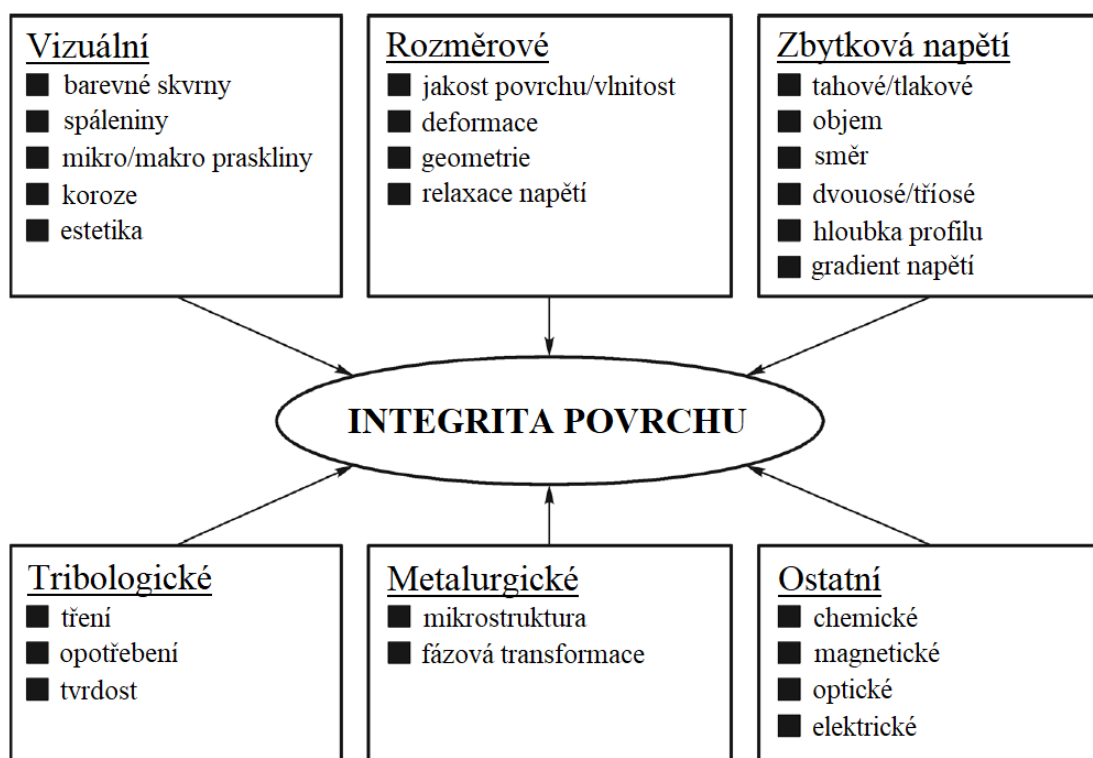 Vizuální
barevné skvrny
spáleniny
mikro/makro praskliny
koroze
estetika
Rozměrové
jakost povrchu/vlnitost
deformace
geometrie
relaxace napětí
Zbytková napětí
tahové/tlakové
objem
směr
dvouosé/tříosé
hloubka profilu
gradient napětí
INTEGRITA POVRCHU
Tribologické
tření
opotřebení
tvrdost
Metalurgické
mikrostruktura
fázová transformace
Ostatní
chemické
magnetické
optické
elektrické